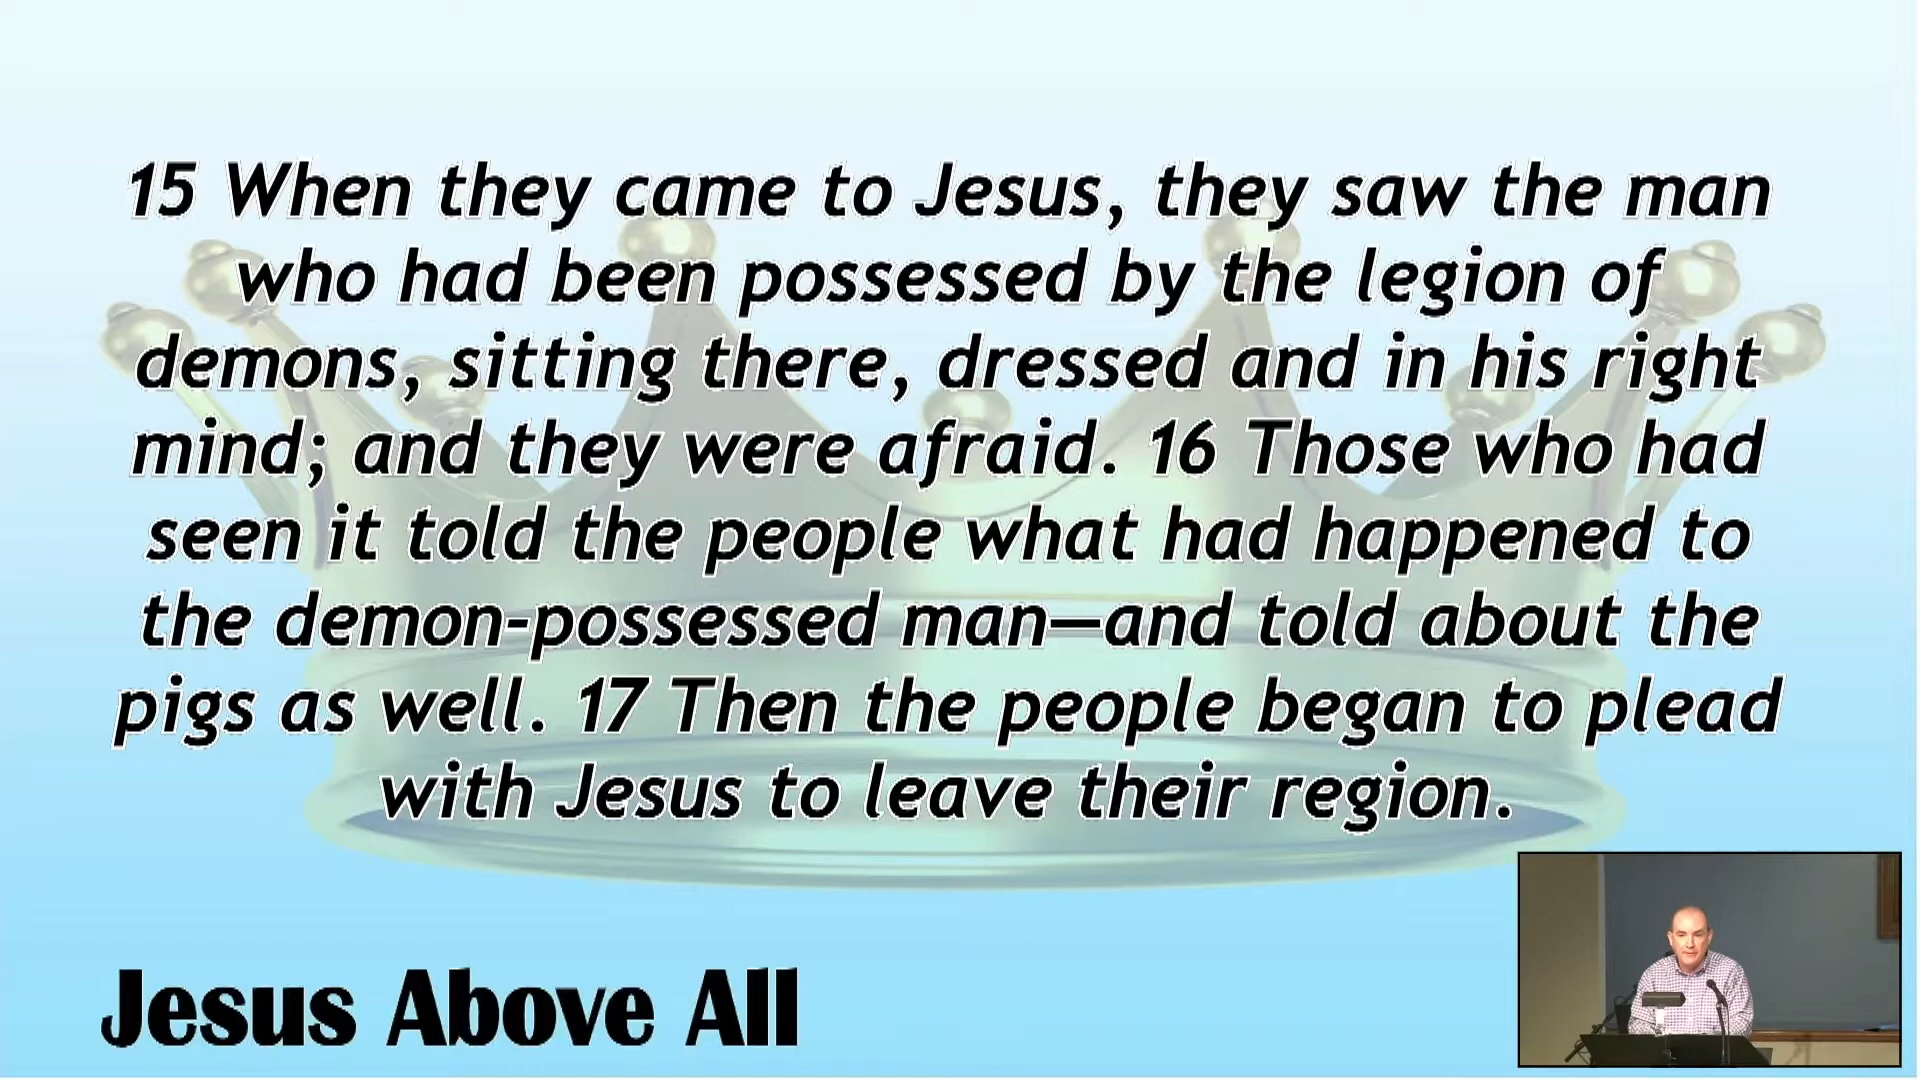 15 When they came to Jesus, they saw the man
who had been possessed by the legion of
demons, sitting there, dressed and in his right
mind; and they were afraid. 16 Those who had
seen it told the people what had happened to
the demon-possessed man—and told about the
pigs as well. 17 Then the people began to plead
with Jesus to leave their region.
Jesus Above All